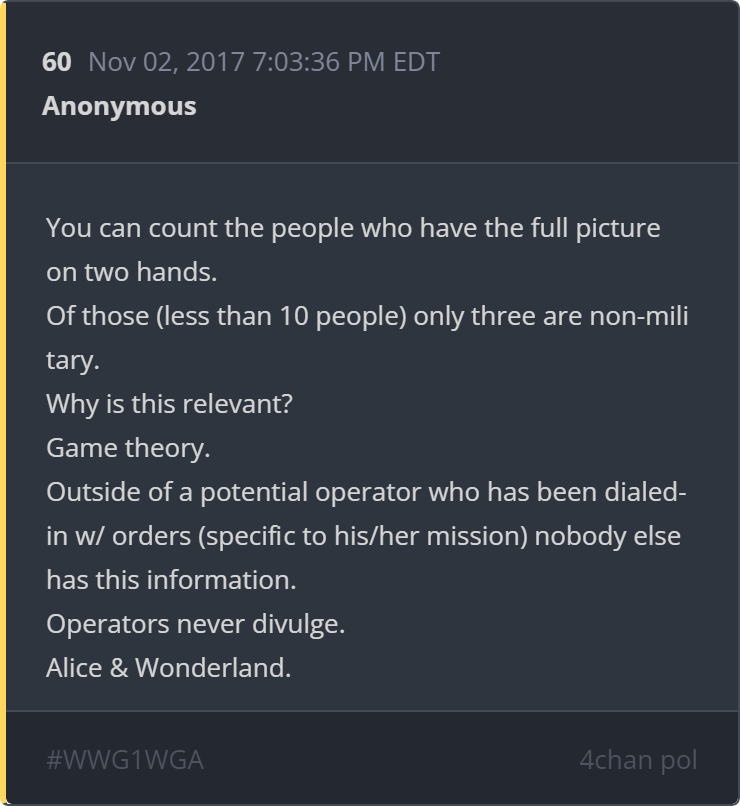 60 Nov 02, 2017 7:03:36 PM EDT
Anonymous
You can count the people who have the full picture
on two hands.
Of those (less than 10 people) only three are non-mili
tary.
Why is this relevant?
Game theory.
Outside of a potential operator who has been dialed-
in w/ orders (specific to his/her mission) nobody else
has this information.
Operators never divulge.
Alice & Wonderland.
#WWG1WGA 4chan pol